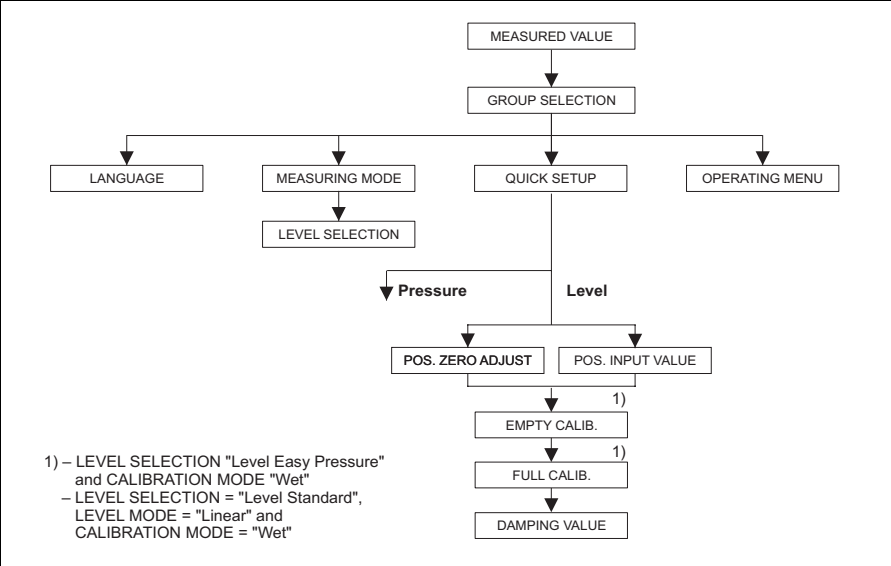 MEASURED VALUE
GROUP SELECTION
LANGUAGE
MEASURING MODE
QUICK SETUP
OPERATING MENU
LEVEL SELECTION
Pressure
Level
POS. ZERO ADJUST
POS. INPUT VALUE
1)
EMPTY CALIB.
1)
FULL CALIB.
DAMPING VALUE
1) – LEVEL SELECTION "Level Easy Pressure"
and CALIBRATION MODE "Wet"
– LEVEL SELECTION = "Level Standard",
LEVEL MODE = "Linear" and
CALIBRATION MODE = "Wet"